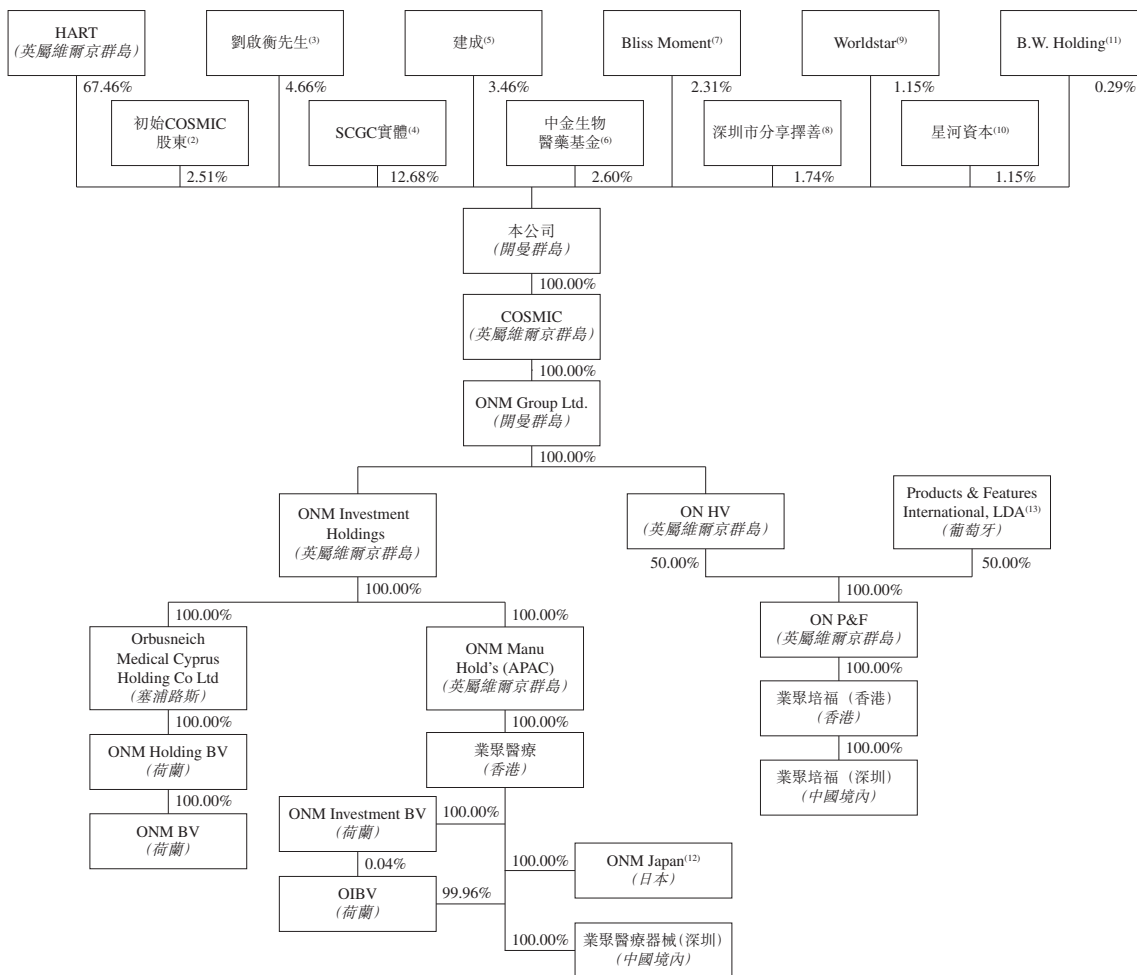 HART
(英屬維爾京群島)
劉啟衡先生(3)
建成(5)
Bliss Moment(7)
Worldstar(9)
B.W. Holding(11)
67.46%
4.66%
3.46%
2.31%
1.15%
0.29%
初始COSMIC
股東(2)
SCGC實體(4)
中金生物
醫藥基金(6)
深圳市分享擇善(8)
星河資本(10)
2.51%
12.68%
2.60%
1.74%
1.15%
本公司
(開曼群島)
100.00%
COSMIC
(英屬維爾京群島)
100.00%
ONM Group Ltd.
(開曼群島)
100.00%
ONM Investment
Holdings
(英屬維爾京群島)
ON HV
(英屬維爾京群島)
Products & Features
International, LDA(13)
(葡萄牙)
100.00%
50.00%
50.00%
100.00%
100.00%
100.00%
Orbusneich
Medical Cyprus
Holding Co Ltd
(塞浦路斯)
ONM Manu
Hold's (APAC)
(英屬維爾京群島)
ON P&F
(英屬維爾京群島)
100.00%
業聚培福（香港）
(香港)
100.00%
100.00%
ONM Holding BV
(荷蘭)
業聚醫療
(香港)
100.00%
業聚培福（深圳）
(中國境內)
100.00%
ONM BV
(荷蘭)
ONM Investment BV
(荷蘭)
100.00%
0.04%
100.00%
ONM Japan(12)
(日本)
OIBV
(荷蘭)
99.96%
100.00%
業聚醫療器械(深圳)
(中國境內)